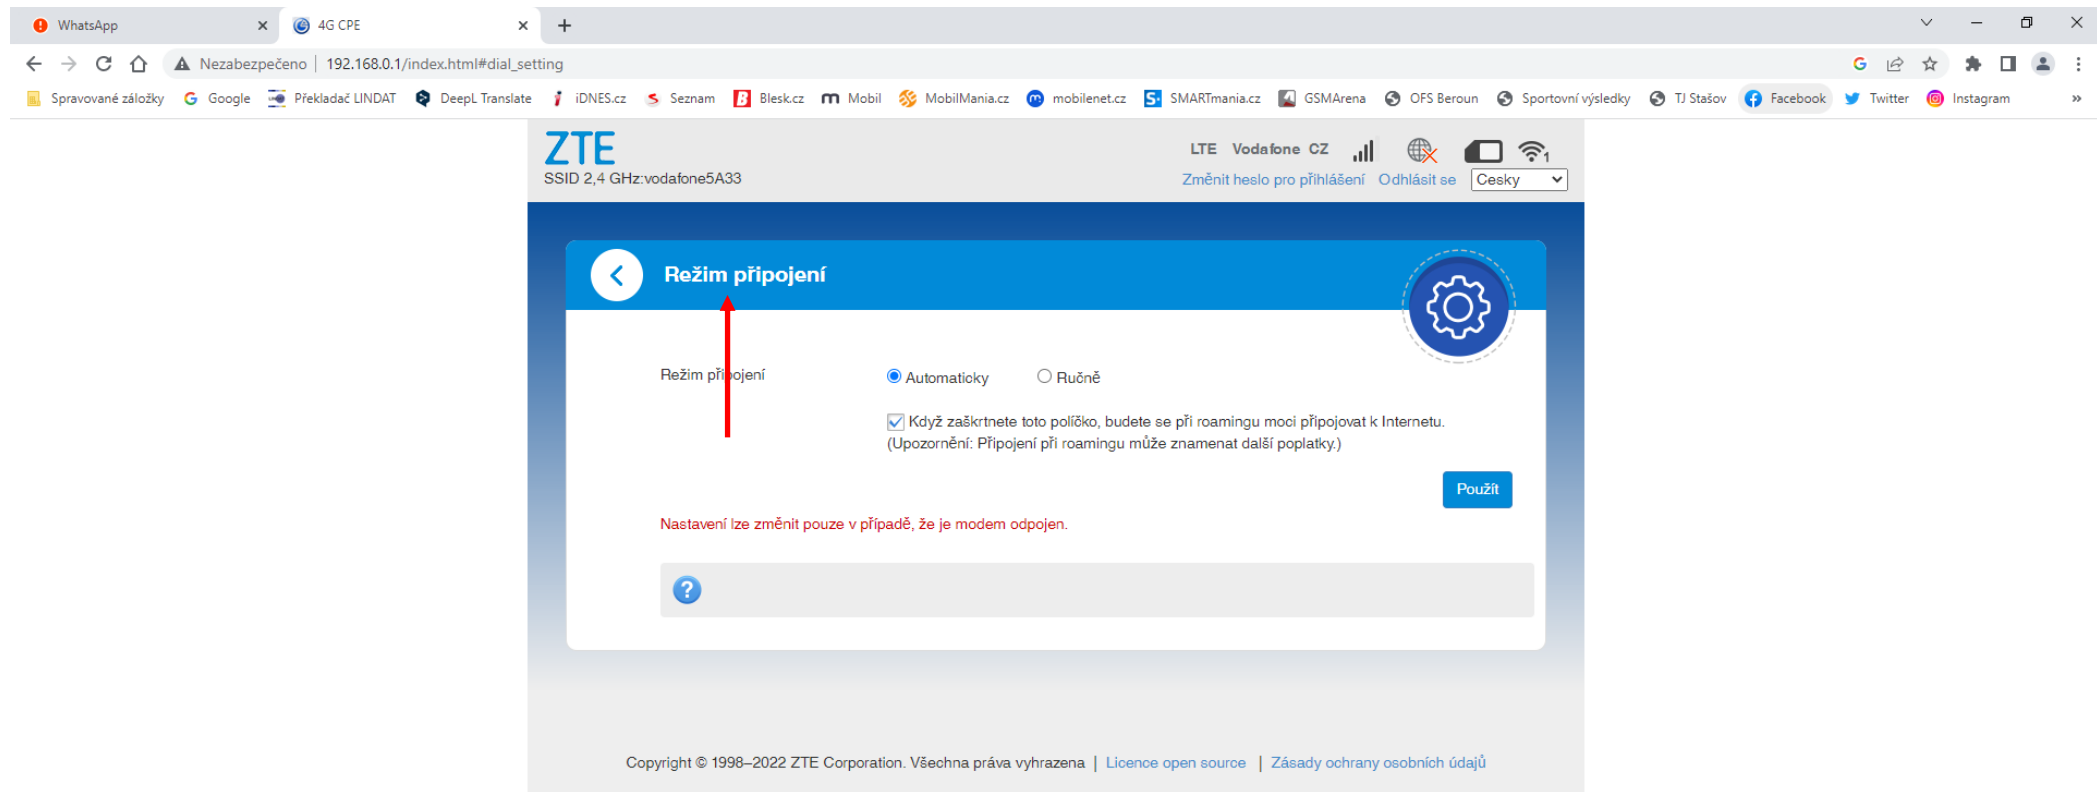 WhatsApp
4G CPE
Nezabezpečeno | 192.168.0.1/index.html#dial_setting
Spravované záložky Google Překladač LINDAT DeepL Translate iDNES.cz Seznam Blesk.cz Mobil MobilMania.cz mobilenet.cz SMARTmania.cz GSMArena OFS Beroun Sportovní výsledky TJ Stašov Facebook Twitter Instagram »
ZTE
LTE Vodafone CZ 1
SSID 2,4 GHz:vodafone5A33
Změnit heslo pro přihlášení Odhlásit se Cesky
Režim připojení
Režim připojení Automaticky Ručně
Když zaškrtnete toto políčko, budete se při roamingu moci připojovat k Internetu.
(Upozornění: Připojení při roamingu může znamenat další poplatky.)
Použít
Nastavení lze změnit pouze v případě, že je modem odpojen.
?
Copyright © 1998–2022 ZTE Corporation. Všechna práva vyhrazena | Licence open source | Zásady ochrany osobních údajů